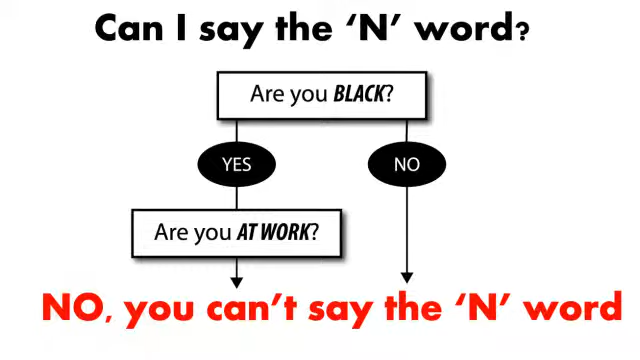 Can I say the ‘N’ word?
Are you BLACK?
YES
NO
Are you AT WORK?
NO, you can’t say the ‘N’ word